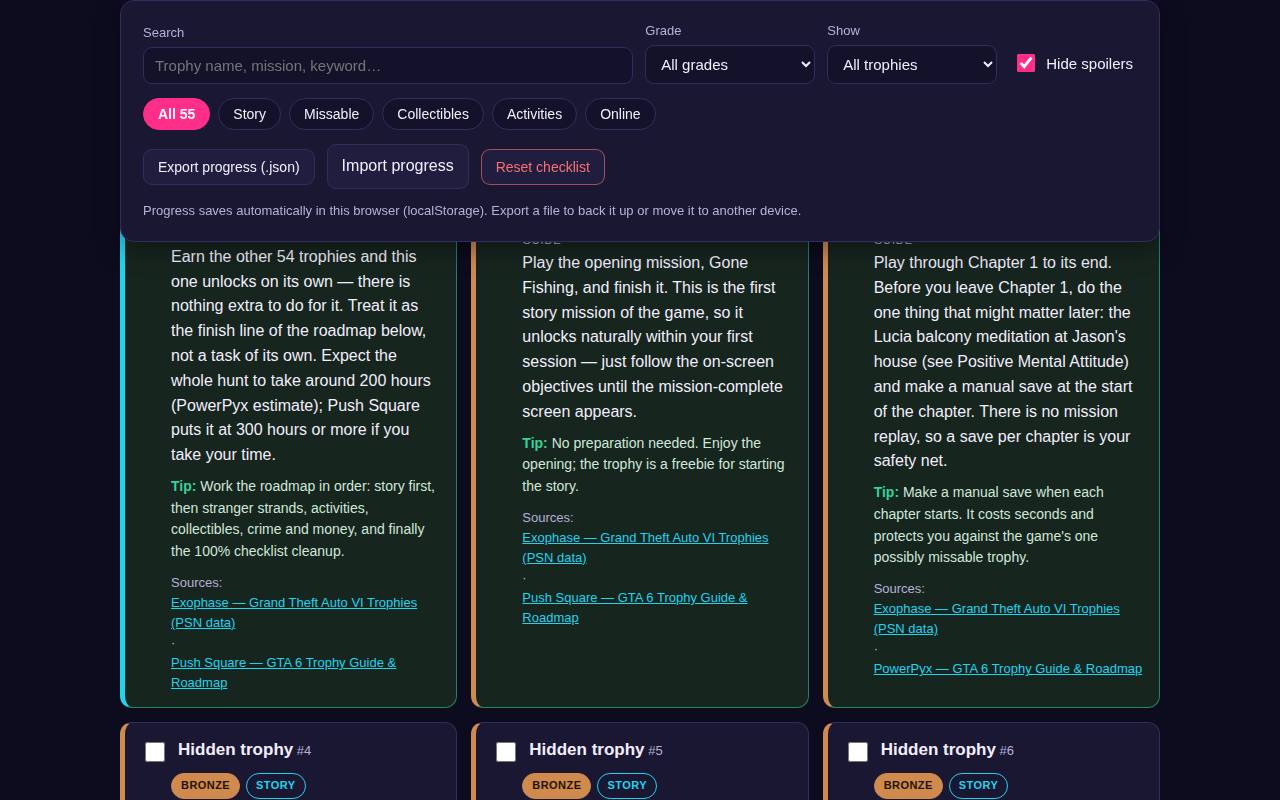 Search
Grade
Show
Trophy name, mission, keyword…
All grades
All trophies
Hide spoilers
All 55
Story
Missable
Collectibles
Activities
Online
Export progress (.json)
Import progress
Reset checklist
Progress saves automatically in this browser (localStorage). Export a file to back it up or move it to another device.
Earn the other 54 trophies and this
one unlocks on its own — there is
nothing extra to do for it. Treat it as
the finish line of the roadmap below,
not a task of its own. Expect the
whole hunt to take around 200 hours
(PowerPyx estimate); Push Square
puts it at 300 hours or more if you
take your time.
Tip: Work the roadmap in order: story first,
then stranger strands, activities,
collectibles, crime and money, and finally
the 100% checklist cleanup.
Sources:
Exophase — Grand Theft Auto VI Trophies
(PSN data)
·
Push Square — GTA 6 Trophy Guide &
Roadmap
Play the opening mission, Gone
Fishing, and finish it. This is the first
story mission of the game, so it
unlocks naturally within your first
session — just follow the on-screen
objectives until the mission-complete
screen appears.
Tip: No preparation needed. Enjoy the
opening; the trophy is a freebie for starting
the story.
Sources:
Exophase — Grand Theft Auto VI Trophies
(PSN data)
·
Push Square — GTA 6 Trophy Guide &
Roadmap
Play through Chapter 1 to its end.
Before you leave Chapter 1, do the
one thing that might matter later: the
Lucia balcony meditation at Jason's
house (see Positive Mental Attitude)
and make a manual save at the start
of the chapter. There is no mission
replay, so a save per chapter is your
safety net.
Tip: Make a manual save when each
chapter starts. It costs seconds and
protects you against the game's one
possibly missable trophy.
Sources:
Exophase — Grand Theft Auto VI Trophies
(PSN data)
·
PowerPyx — GTA 6 Trophy Guide & Roadmap
Hidden trophy #4
BRONZE
STORY
Hidden trophy #5
BRONZE
STORY
Hidden trophy #6
BRONZE
STORY